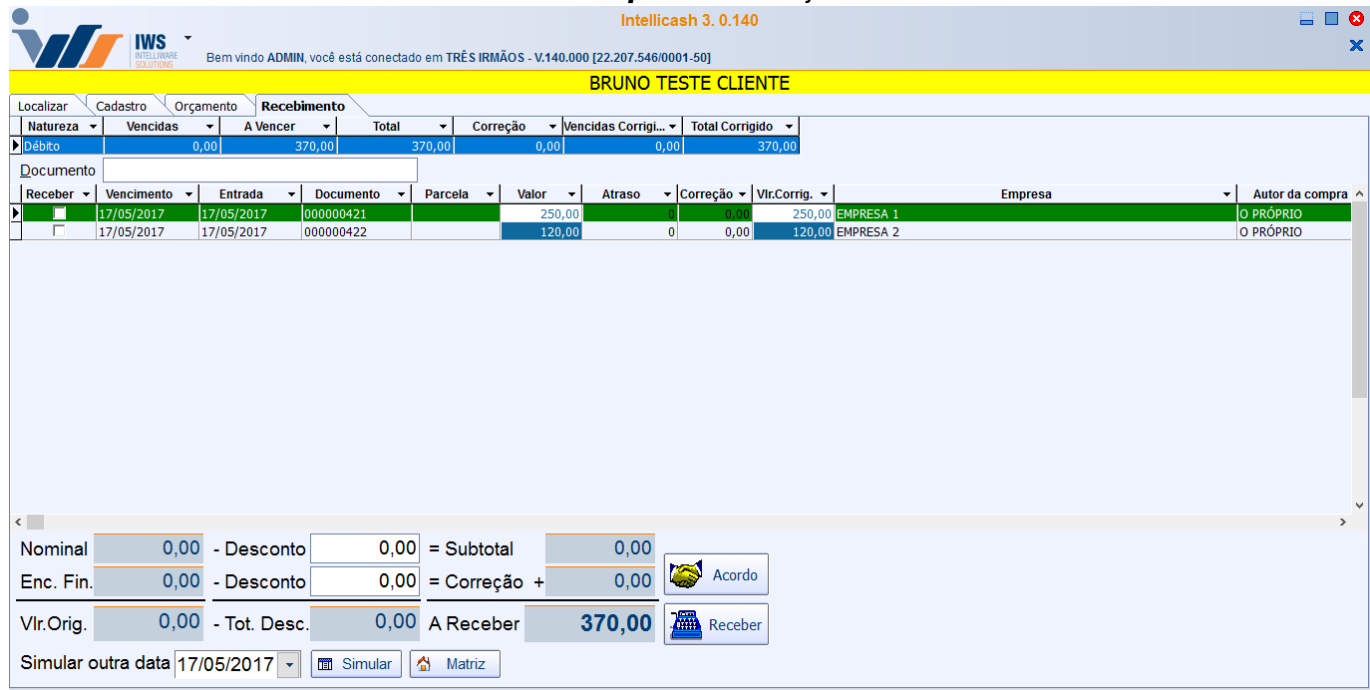 Intellicash 3. 0.140
IWS
INTELLIWARE
SOLUTIONS
Bem vindo ADMIN, você está conectado em TRÊS IRMÃOS - V.140.000 [22.207.546/0001-50]
BRUNO TESTE CLIENTE
Localizar Cadastro Orçamento Recebimento
Natureza Vencidas A Vencer Total Correção Vencidas Corrigi... Total Corrigido
Débito 0,00 370,00 370,00 0,00 0,00 370,00
Documento
Receber Vencimento Entrada Documento Parcela Valor Atraso Correção Vlr.Corrig. Empresa Autor da compra
17/05/2017 17/05/2017 000000421 250,00 0 0,00 250,00 EMPRESA 1 O PRÓPRIO
17/05/2017 17/05/2017 000000422 120,00 0 0,00 120,00 EMPRESA 2 O PRÓPRIO
Nominal 0,00 - Desconto 0,00 = Subtotal 0,00
Enc. Fin. 0,00 - Desconto 0,00 = Correção + 0,00 Acordo
Vlr.Orig. 0,00 - Tot. Desc. 0,00 A Receber 370,00 Receber
Simular outra data 17/05/2017 Simular Matriz